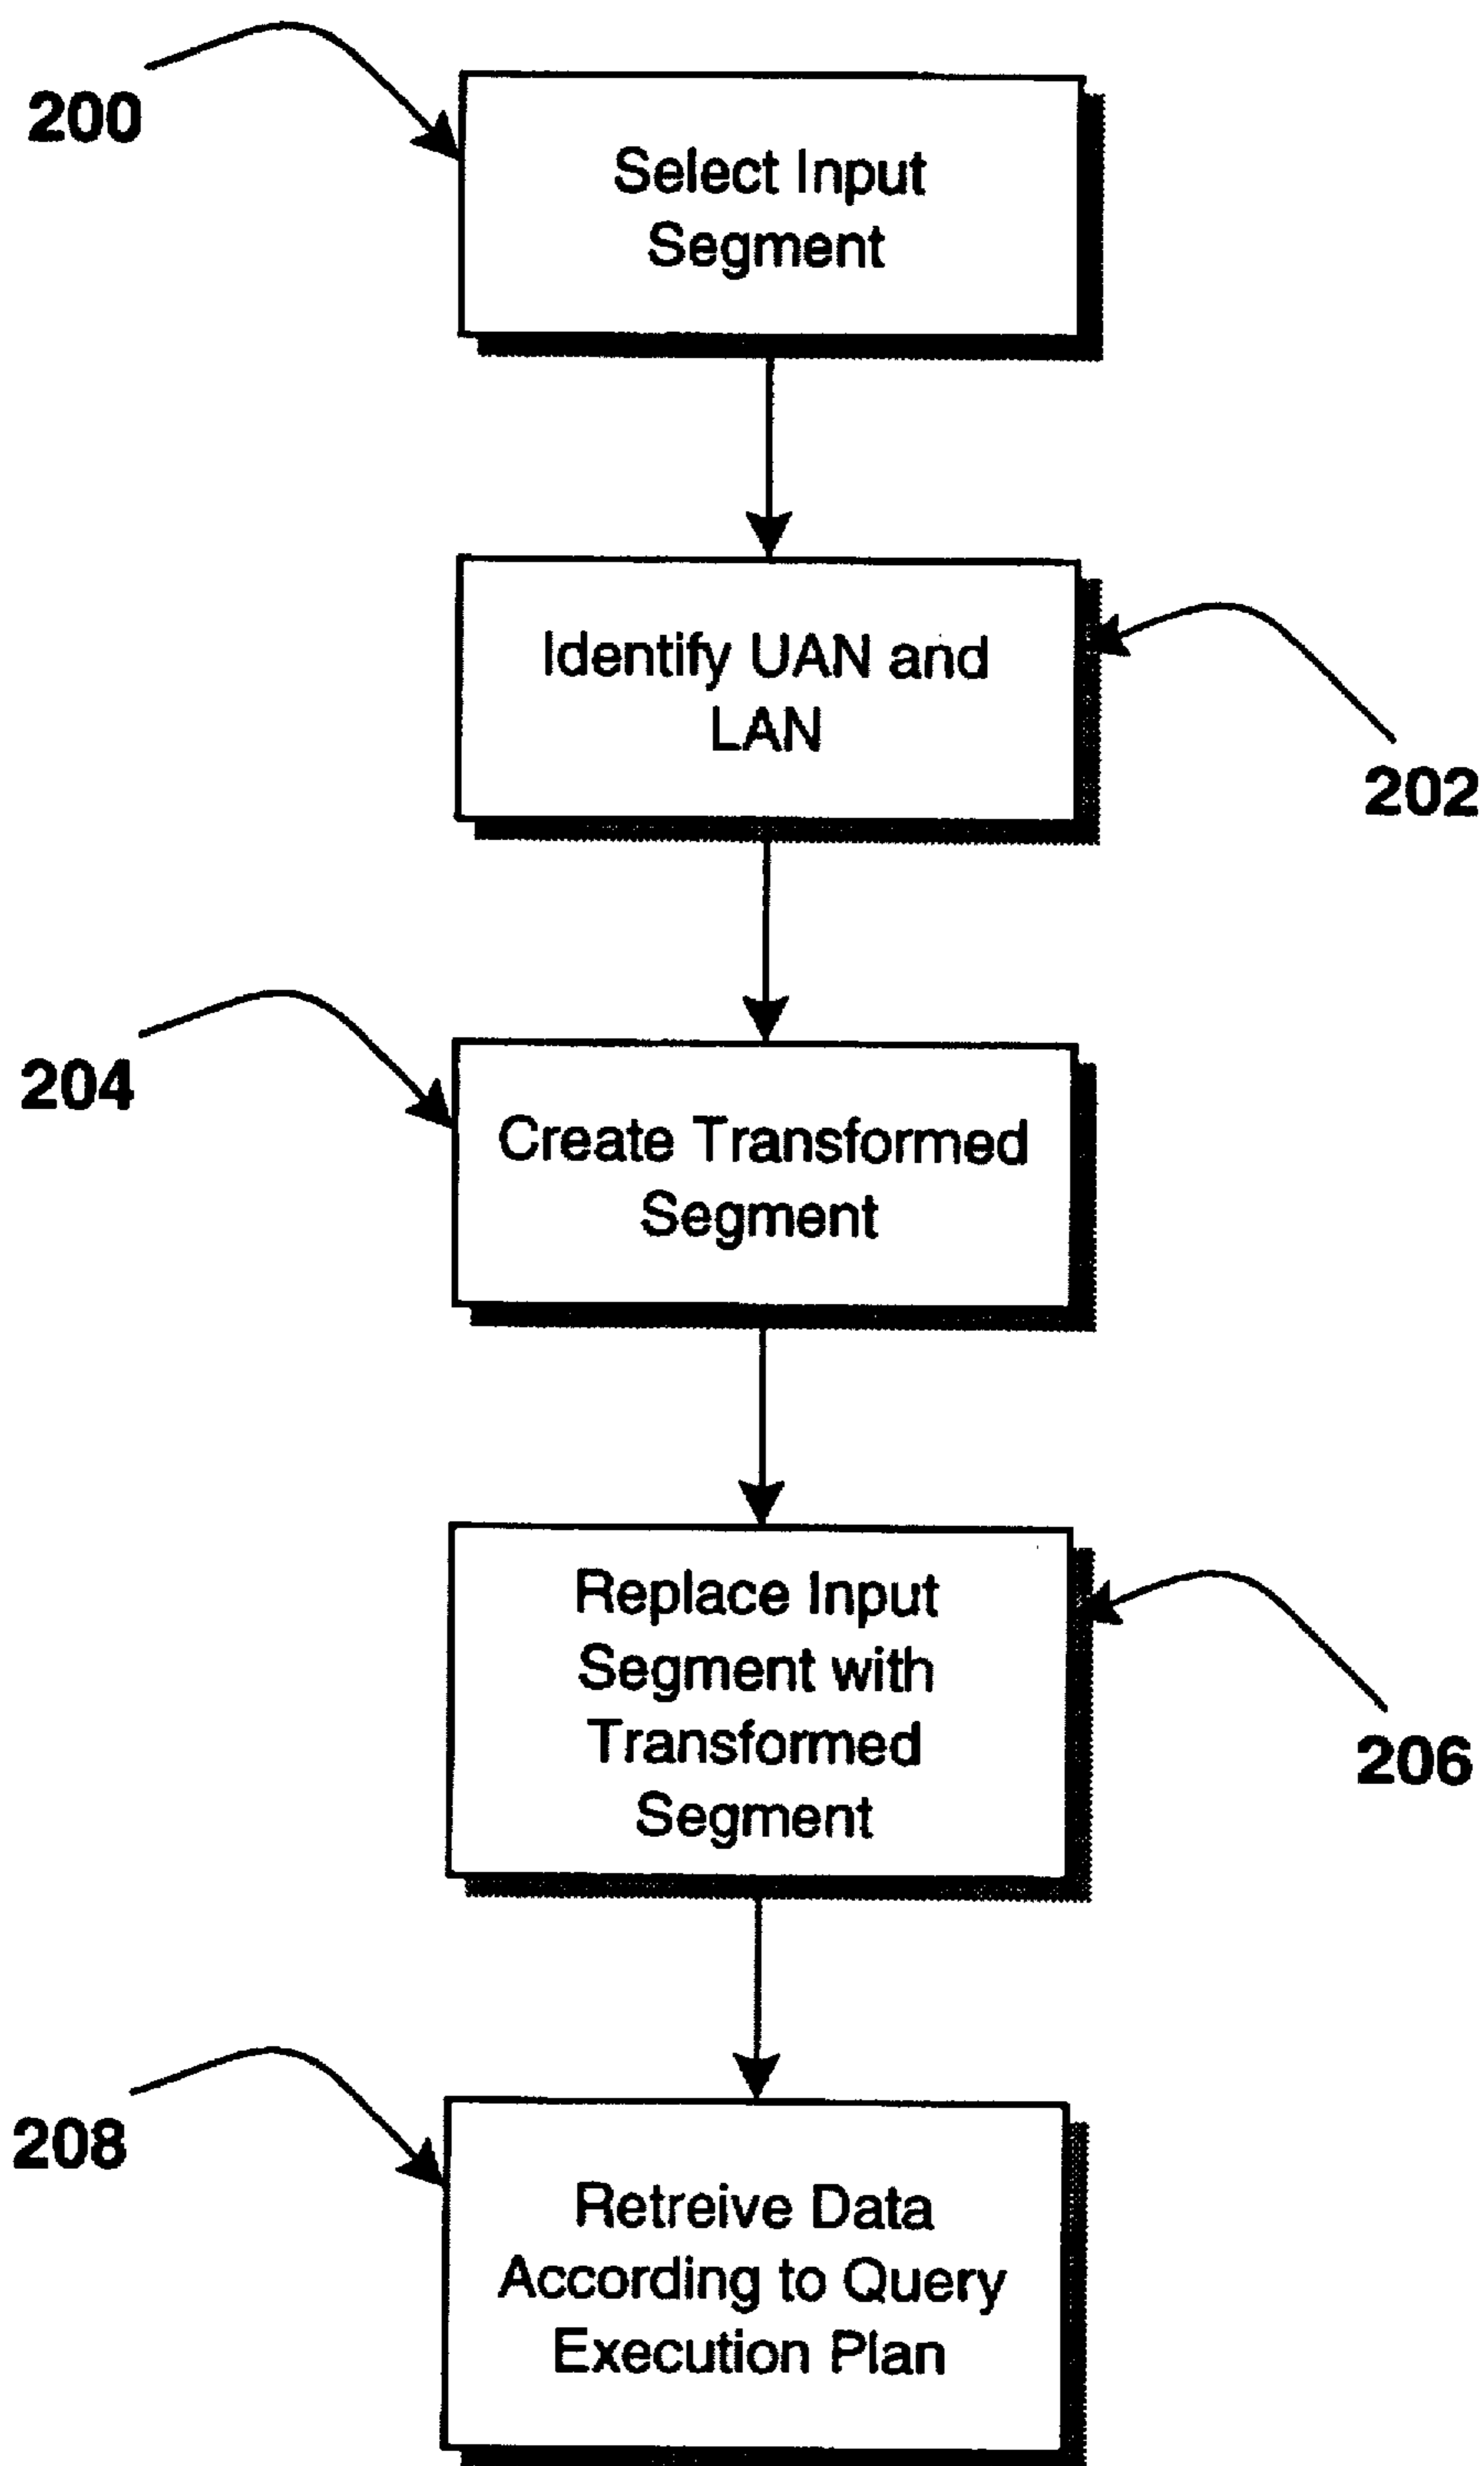 200
Select Input
Segment
Identify UAN and
LAN
202
204
Create Transformed
Segment
Replace Input
Segment with
Transformed
Segment
206
208
Retreive Data
According to Query
Execution Plan